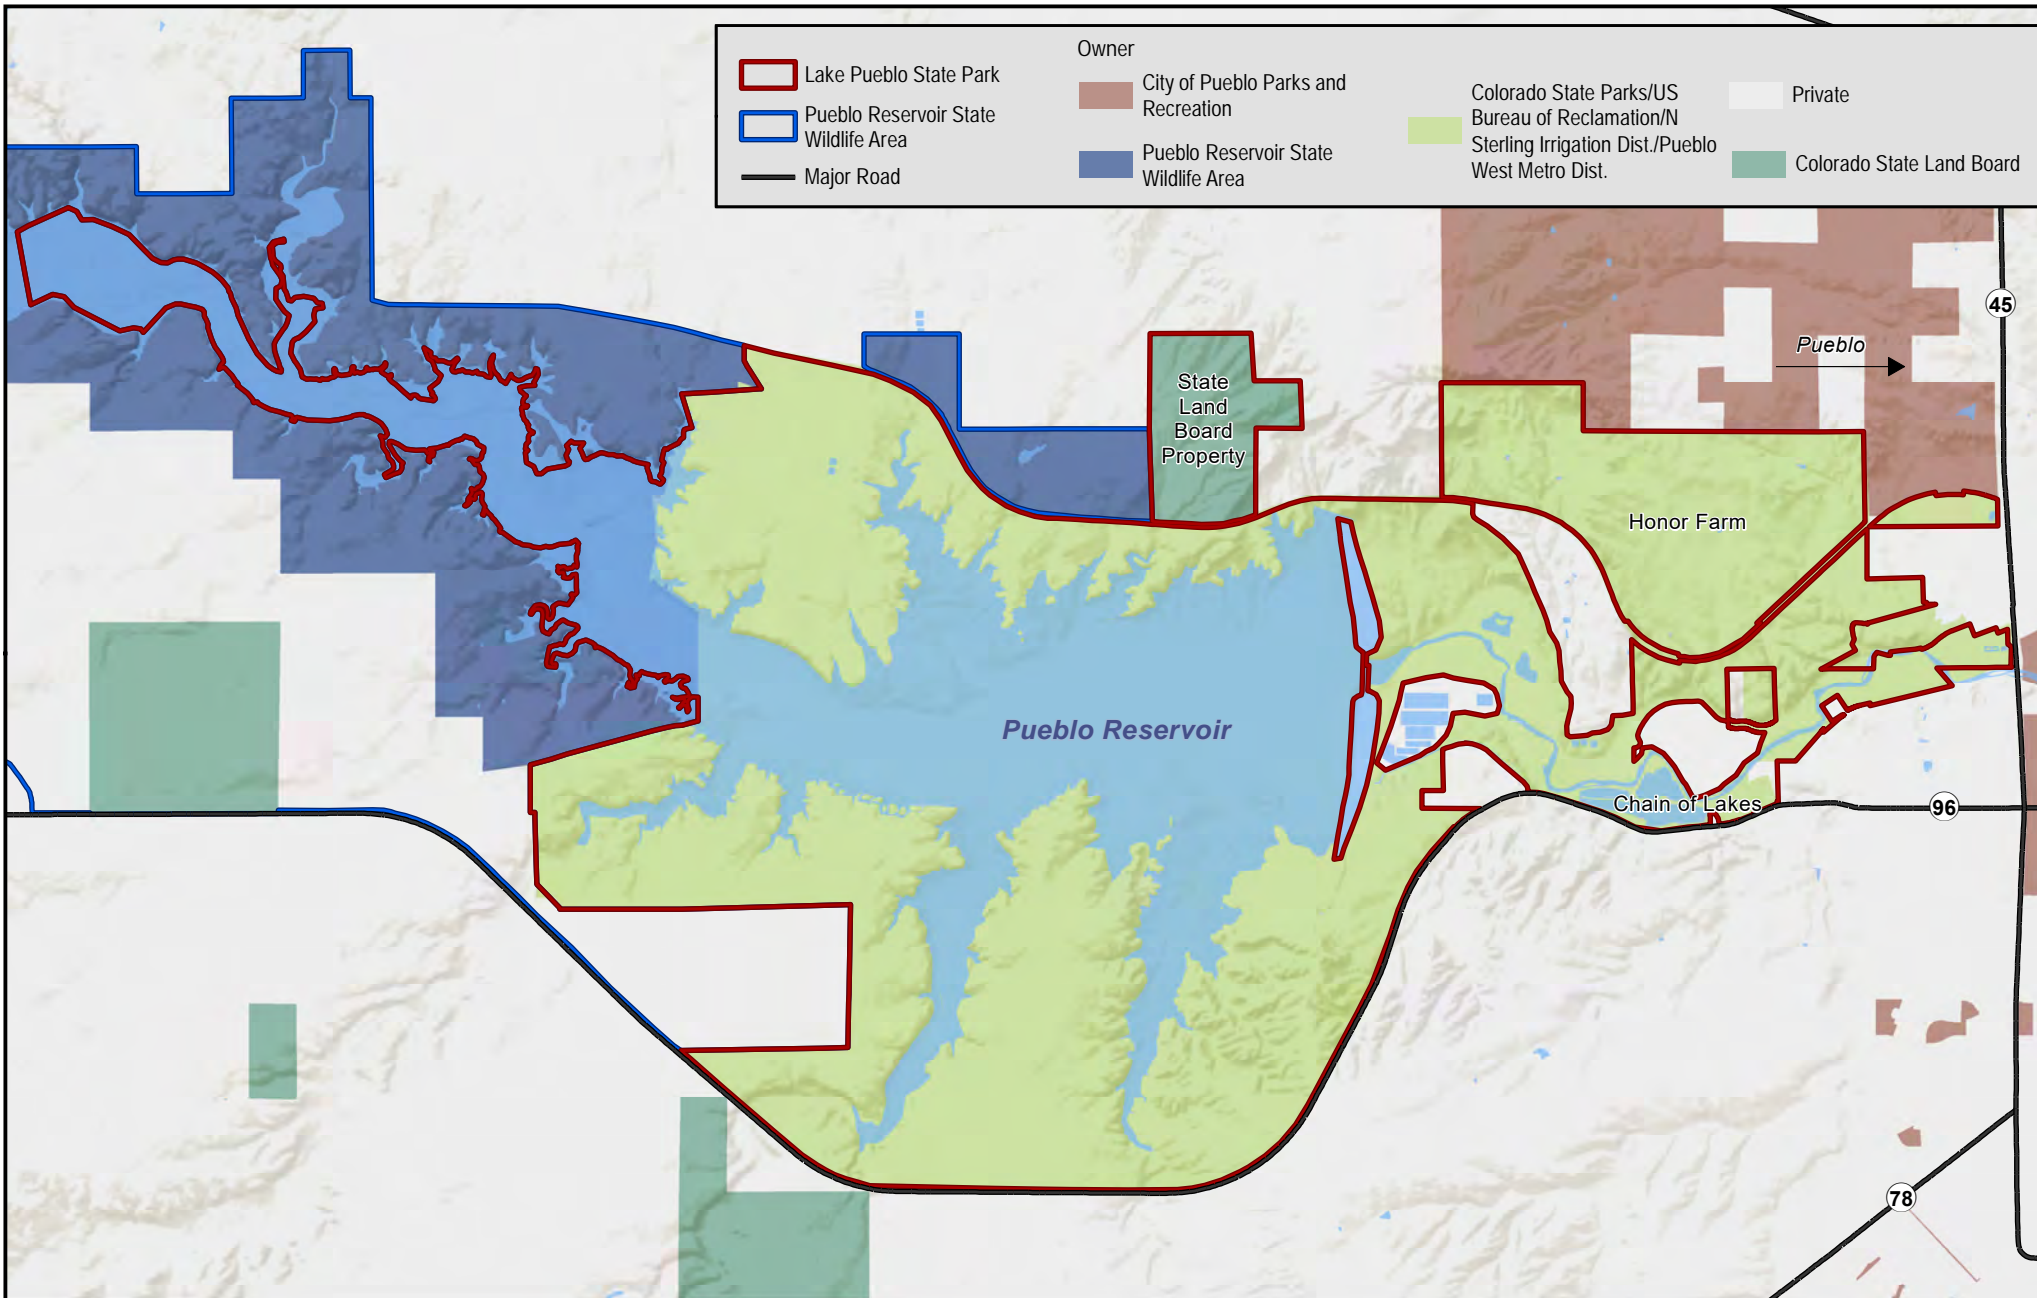 Lake Pueblo State Park
Pueblo Reservoir State
Wildlife Area
Major Road
Owner
City of Pueblo Parks and
Recreation
Pueblo Reservoir State
Wildlife Area
Colorado State Parks/US
Bureau of Reclamation/N
Sterling Irrigation Dist./Pueblo
West Metro Dist.
Private
Colorado State Land Board
45
Pueblo
State
Land
Board
Property
Honor Farm
Pueblo Reservoir
Chain of Lakes
96
78